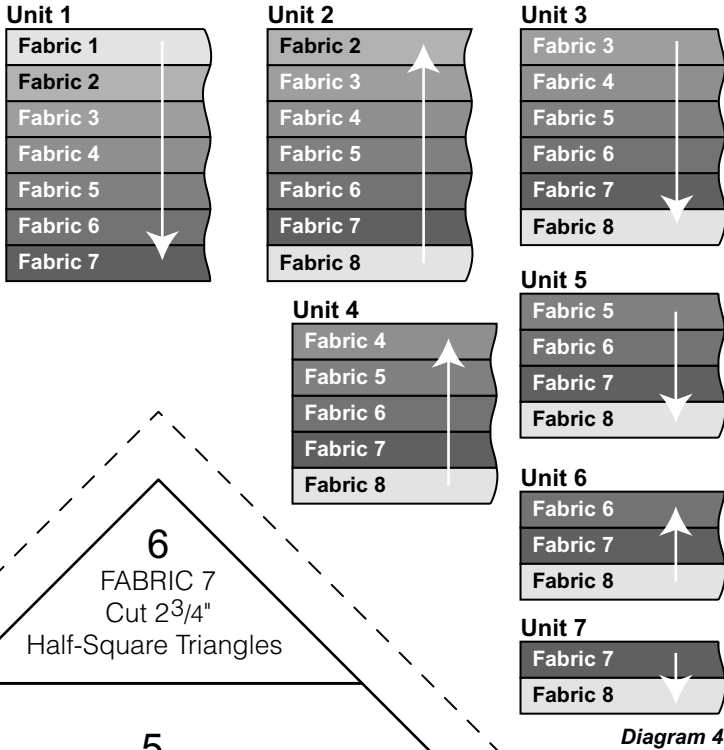 Unit 1
Fabric 1
Fabric 2
Fabric 3
Fabric 4
Fabric 5
Fabric 6
Fabric 7
Unit 2
Fabric 2
Fabric 3
Fabric 4
Fabric 5
Fabric 6
Fabric 7
Fabric 8
Unit 3
Fabric 3
Fabric 4
Fabric 5
Fabric 6
Fabric 7
Fabric 8
Unit 4
Fabric 4
Fabric 5
Fabric 6
Fabric 7
Fabric 8
Unit 5
Fabric 5
Fabric 6
Fabric 7
Fabric 8
Unit 6
Fabric 6
Fabric 7
Fabric 8
Unit 7
Fabric 7
Fabric 8
Diagram 4
6
FABRIC 7
Cut 2 3/4"
Half-Square Triangles
5